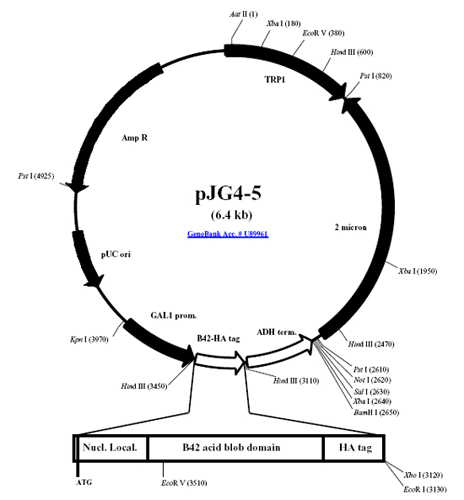 Aat II (1)
Xba I (180)
EcoR V (380)
Hind III (600)
TRP1
Pst I (820)
Amp R
Pst I (4925)
pJG4-5
(6.4 kb)
GenoBank Acc. # U89961
2 micron
pUC ori
Xba I (1950)
GAL1 prom.
B42-HA tag
ADH term.
Kpn I (3970)
Hind III (2470)
Pst I (2610)
Not I (2620)
Sal I (2630)
Xba I (2640)
BamH I (2650)
Hind III (3450)
Hind III (3110)
Nucl. Local.
B42 acid blob domain
HA tag
ATG
EcoR V (3510)
Xho I (3120)
EcoR I (3130)